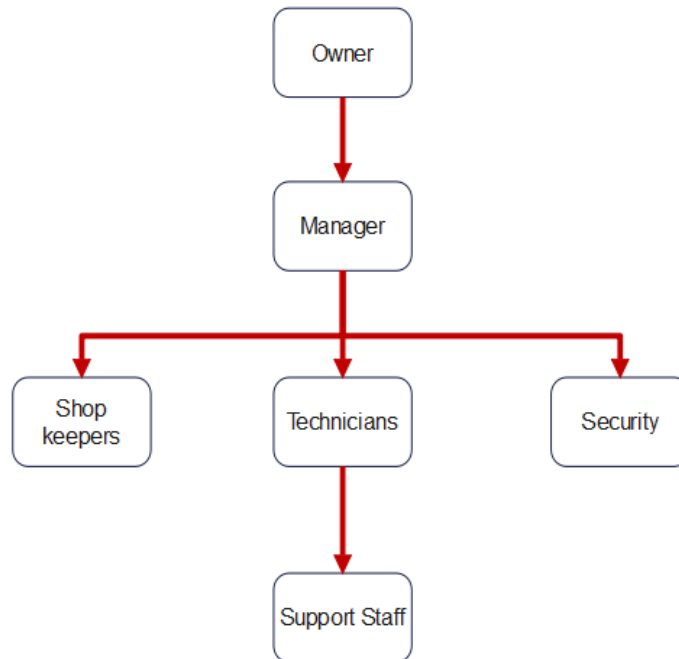 Owner
Manager
Shop
keepers
Technicians
Security
Support Staff